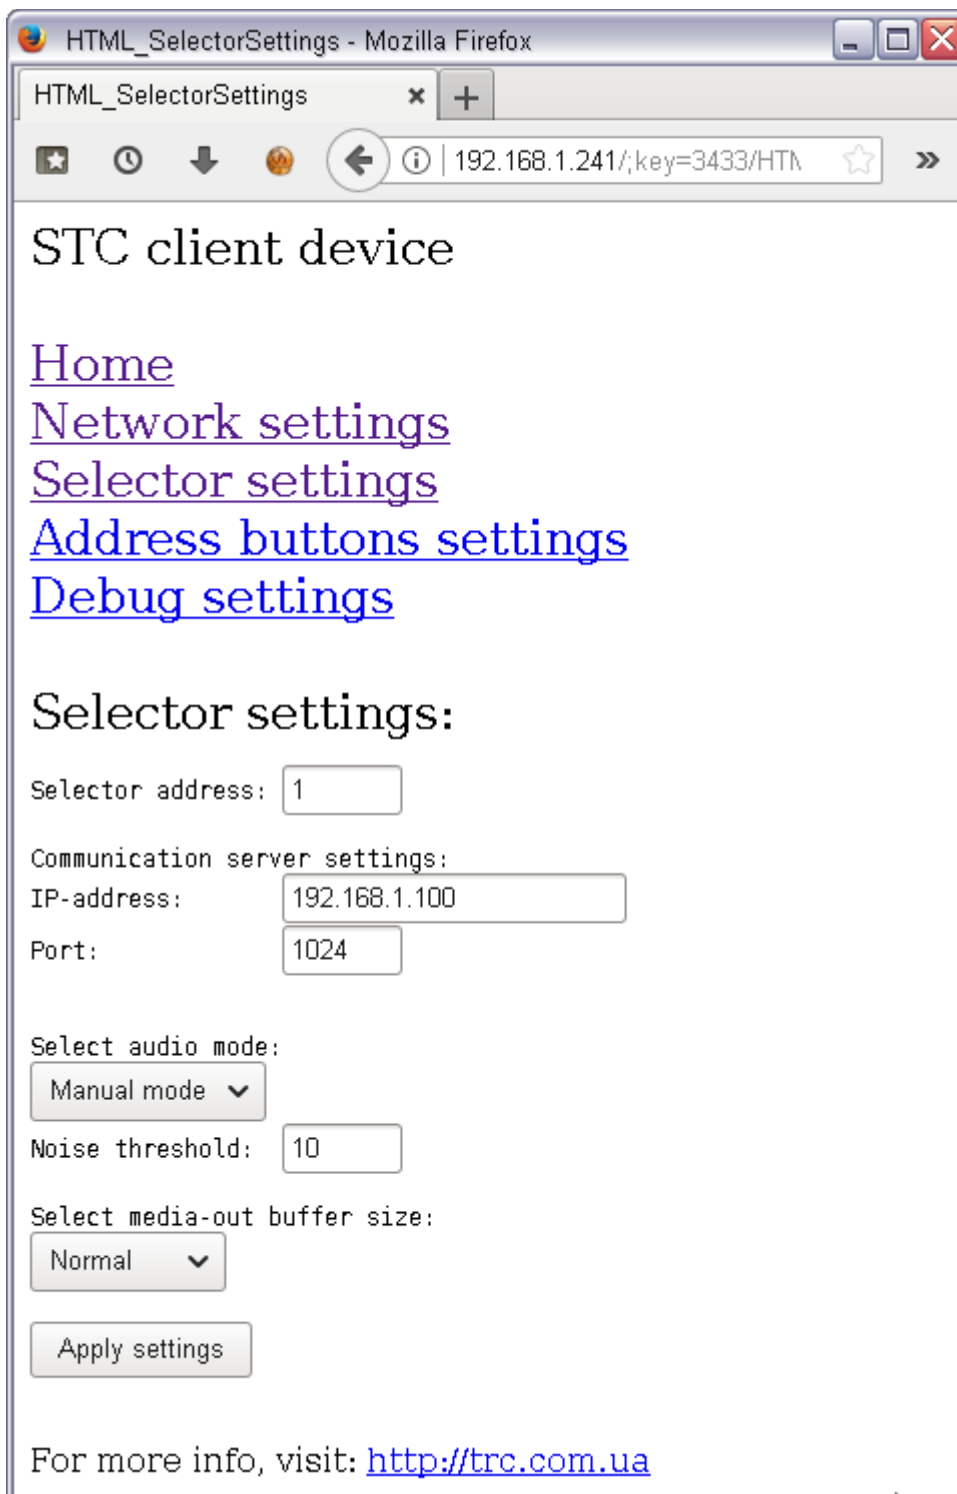 HTML_SelectorSettings - Mozilla Firefox
HTML_SelectorSettings
192.168.1.241/;key=3433/HTM
STC client device
Home
Network settings
Selector settings
Address buttons settings
Debug settings
Selector settings:
Selector address: 1
Communication server settings:
IP-address: 192.168.1.100
Port: 1024
Select audio mode:
Manual mode
Noise threshold: 10
Select media-out buffer size:
Normal
Apply settings
For more info, visit: http://trc.com.ua